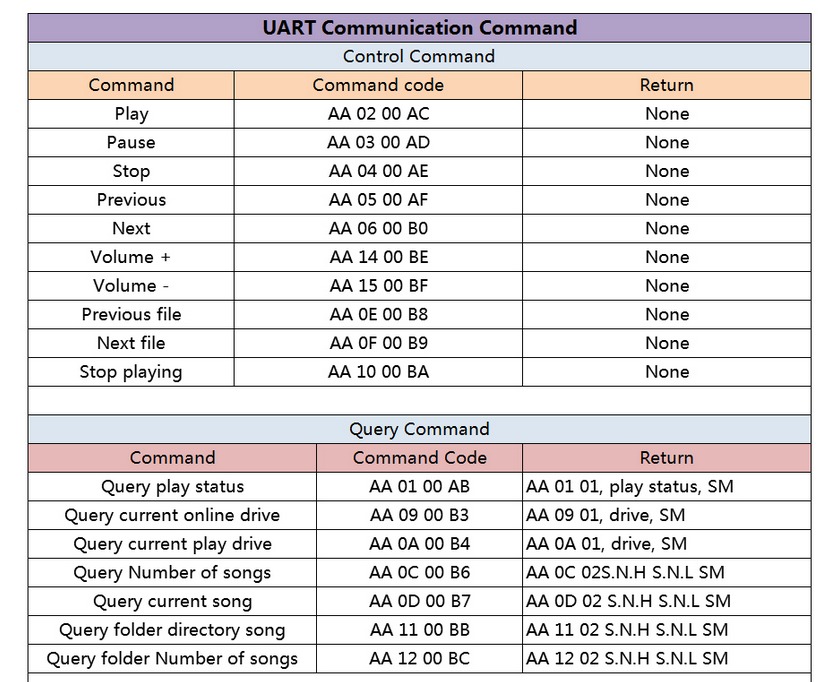 UART Communication Command
Control Command
Command Command code Return
Play AA 02 00 AC None
Pause AA 03 00 AD None
Stop AA 04 00 AE None
Previous AA 05 00 AF None
Next AA 06 00 B0 None
Volume + AA 14 00 BE None
Volume - AA 15 00 BF None
Previous file AA 0E 00 B8 None
Next file AA 0F 00 B9 None
Stop playing AA 10 00 BA None
Query Command
Command Command Code Return
Query play status AA 01 00 AB AA 01 01, play status, SM
Query current online drive AA 09 00 B3 AA 09 01, drive, SM
Query current play drive AA 0A 00 B4 AA 0A 01, drive, SM
Query Number of songs AA 0C 00 B6 AA 0C 02S.N.H S.N.L SM
Query current song AA 0D 00 B7 AA 0D 02 S.N.H S.N.L SM
Query folder directory song AA 11 00 BB AA 11 02 S.N.H S.N.L SM
Query folder Number of songs AA 12 00 BC AA 12 02 S.N.H S.N.L SM